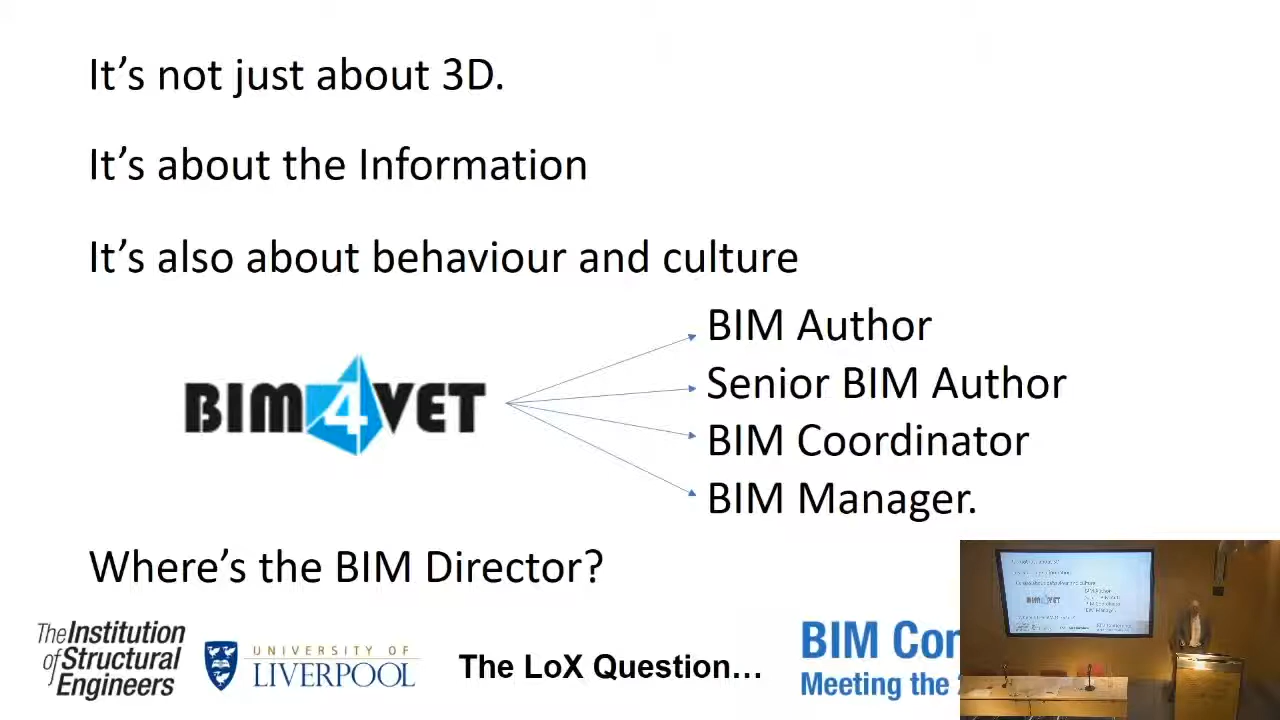 It's not just about 3D.
It's about the Information
It's also about behaviour and culture
BIM Author
Senior BIM Author
BIM4VET
BIM Coordinator
BIM Manager.
Where's the BIM Director?
The Institution
of Structural
Engineers
UNIVERSITY OF
LIVERPOOL
The LoX Question…
BIM Con
Meeting the